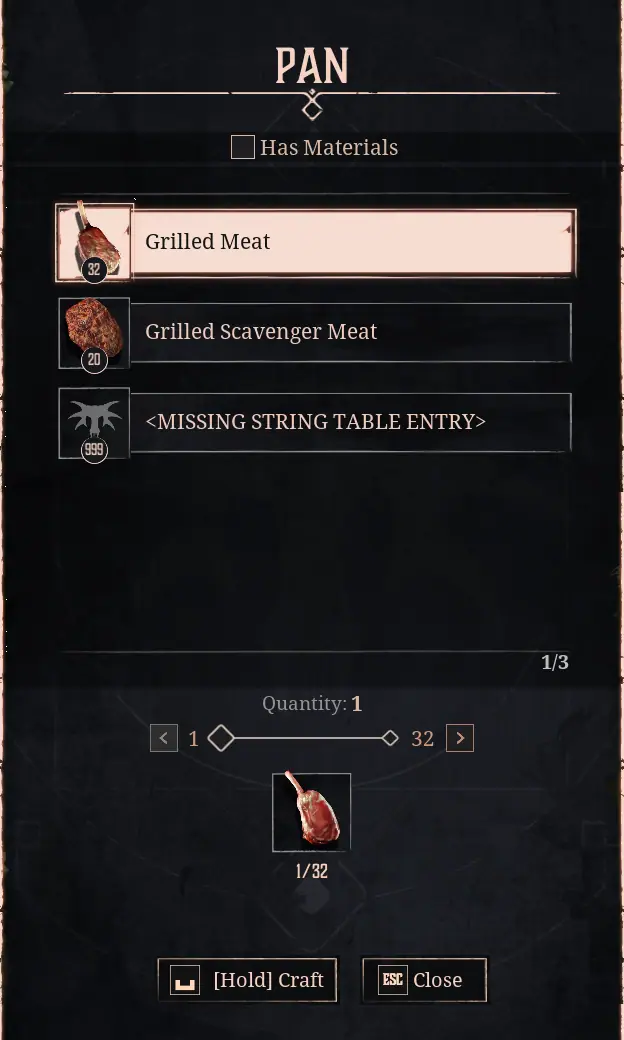 PAN
Has Materials
Grilled Meat
32
Grilled Scavenger Meat
20
<MISSING STRING TABLE ENTRY>
999
1/3
Quantity: 1
< 1 32 >
1/32
[Hold] Craft
ESC Close